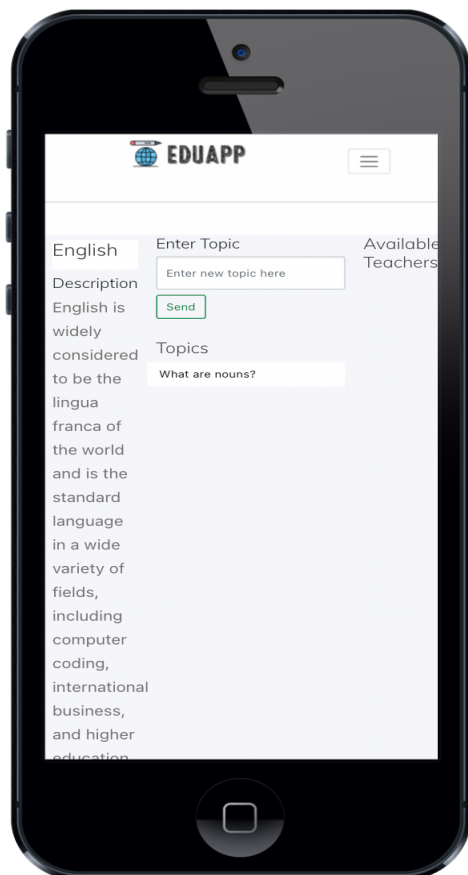 EDUAPP
English
Description
English is
widely
considered
to be the
lingua
franca of
the world
and is the
standard
language
in a wide
variety of
fields,
including
computer
coding,
international
business,
and higher
education
Enter Topic
Enter new topic here
Send
Topics
What are nouns?
Available
Teachers